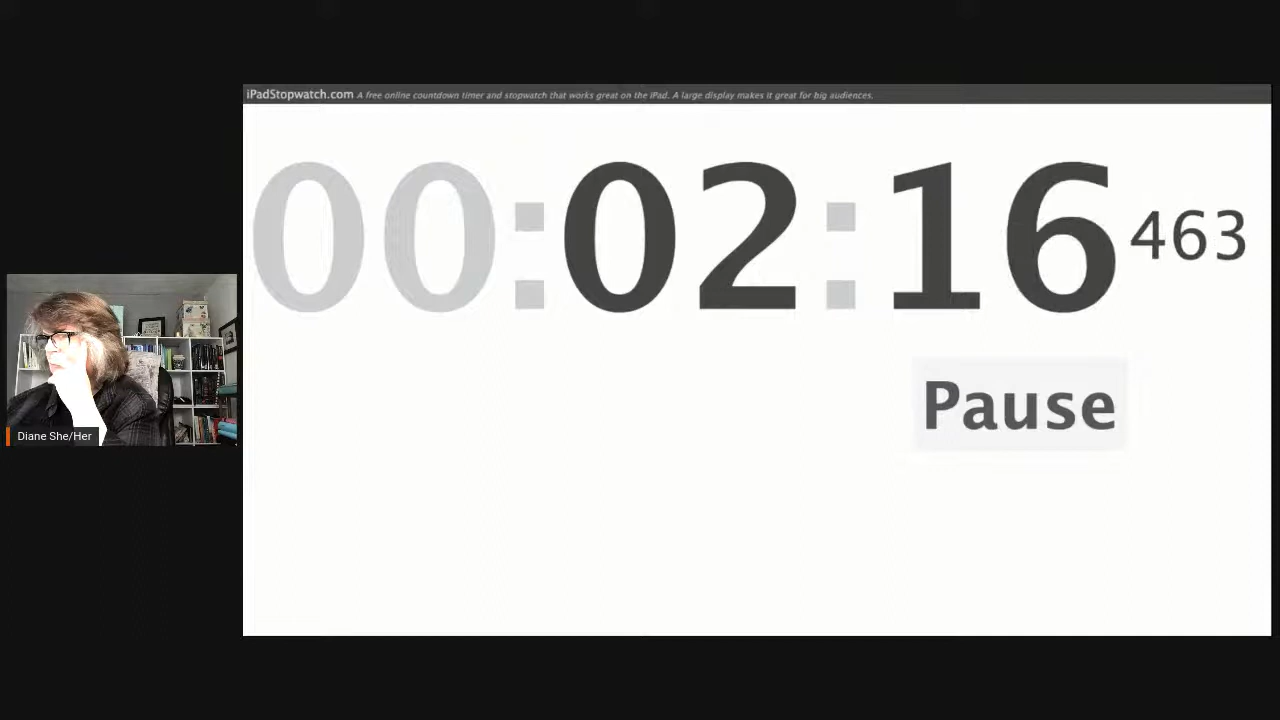 iPadStopwatch.com A free online countdown timer and stopwatch that works great on the iPad. A large display makes it great for big audiences.
00:02:16 463
Pause
Diane She/Her